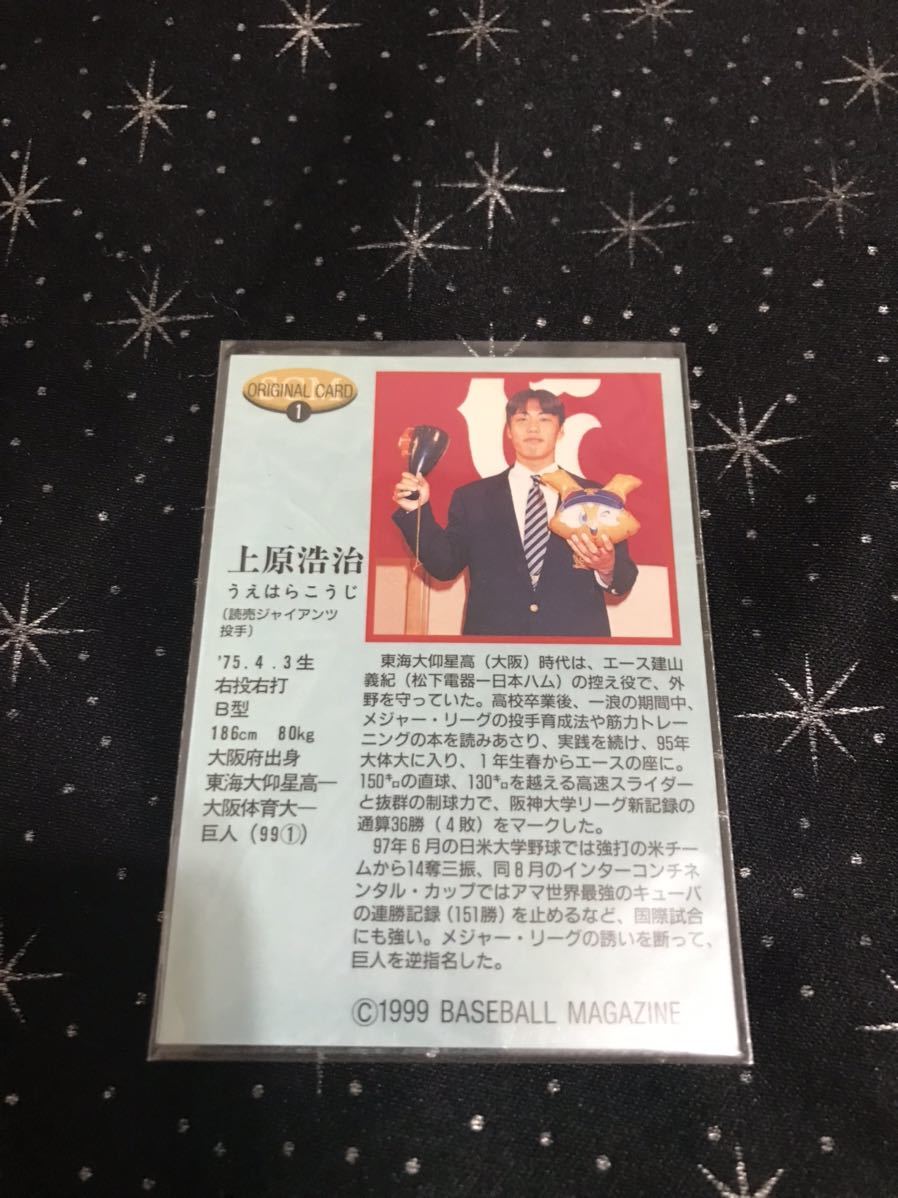 ORIGINAL CARD
1
上原浩治
うえはらこうじ
(読売ジャイアンツ
投手)
'75.4.3生
右投右打
B型
186cm 80kg
大阪府出身
東海大仰星高―
大阪体育大―
巨人(99①)
東海大仰星高(大阪)時代は、エース建山
義紀(松下電器―日本ハム)の控え役で、外
野を守っていた。高校卒業後、一浪の期間中、
メジャー・リーグの投手育成法や筋力トレー
ニングの本を読みあさり、実践を続け、95年
大体大に入り、1年生春からエースの座に。
150㌔の直球、130㌔を越える高速スライダー
と抜群の制球力で、阪神大学リーグ新記録の
通算36勝(4敗)をマークした。
97年6月の日米大学野球では強打の米チー
ムから14奪三振、同8月のインターコンチネ
ンタル・カップではアマ世界最強のキューバ
の連勝記録(151勝)を止めるなど、国際試合
にも強い。メジャー・リーグの誘いを断って、
巨人を逆指名した。
©1999 BASEBALL MAGAZINE